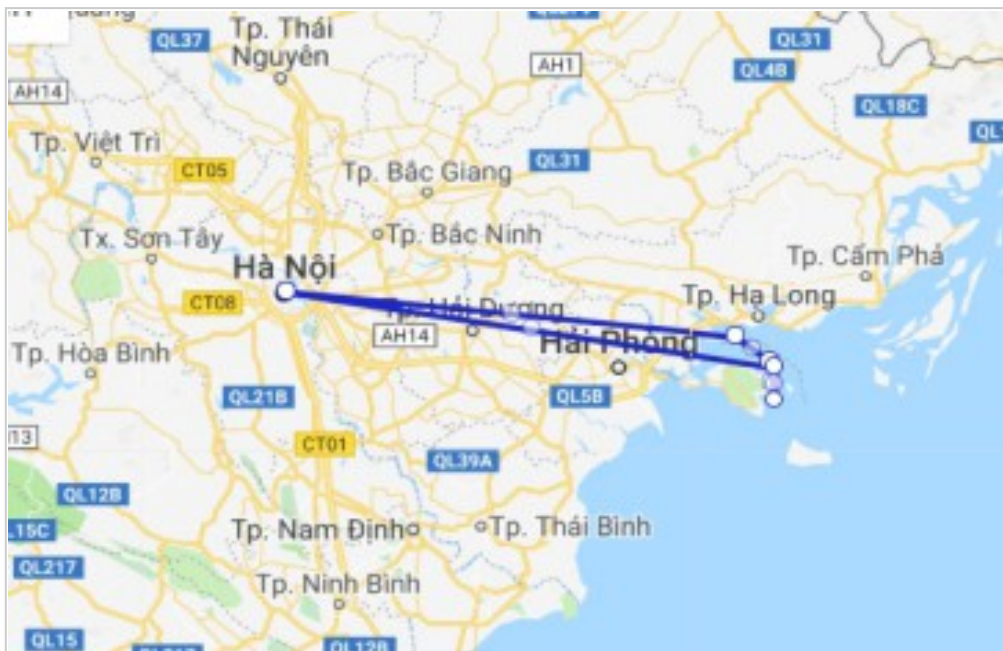 QL37
Tp. Thái
Nguyên
QL31
AH1
QL4B
AH14
QL18C
Tp. Việt Trì
CT05
QL31
Tp. Bắc Giang
Tp. Bắc Ninh
Tx. Sơn Tây
Hà Nội
Tp. Cẩm Phả
CT08
Tp. Hải Dương
Tp. Hạ Long
AH14
Hải Phòng
Tp. Hòa Bình
QL21B
QL5B
CT01
QL39A
QL12B
Tp. Nam Định
Tp. Thái Bình
QL217
Tp. Ninh Bình
QL15
QL12B